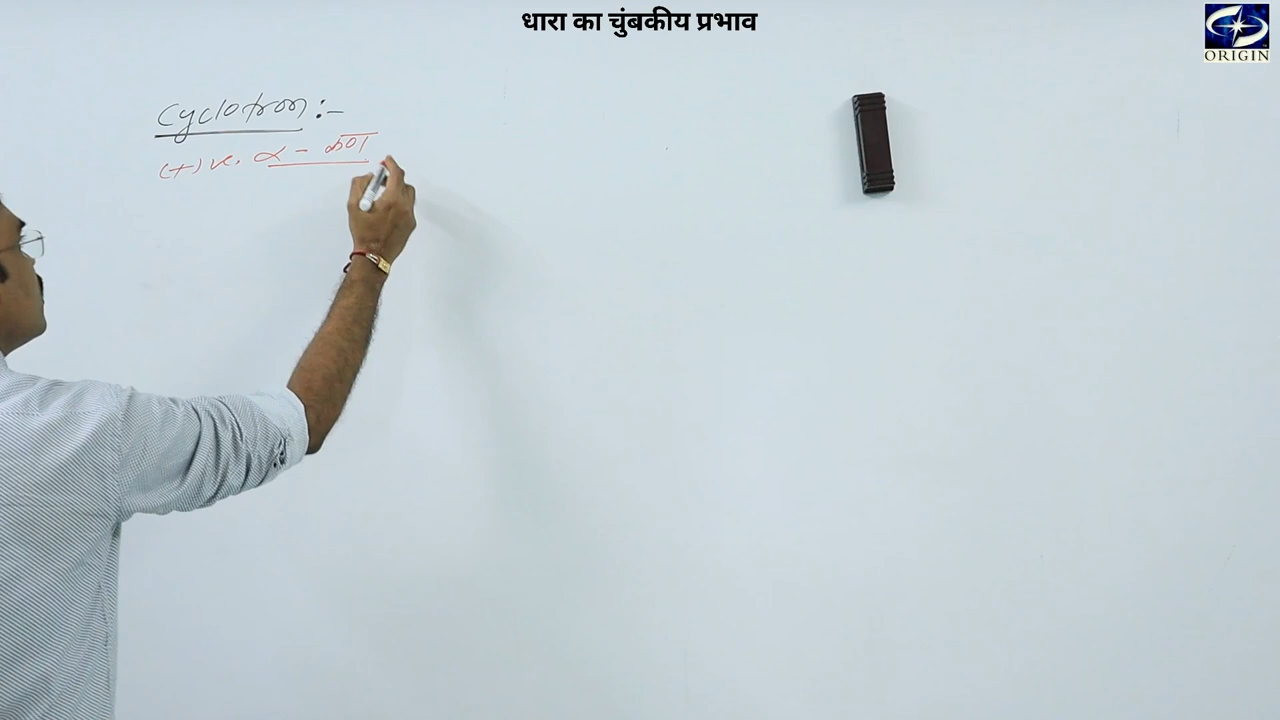 धारा का चुंबकीय प्रभाव
ORIGIN
Cyclotron :-
(+)ve. α - कण